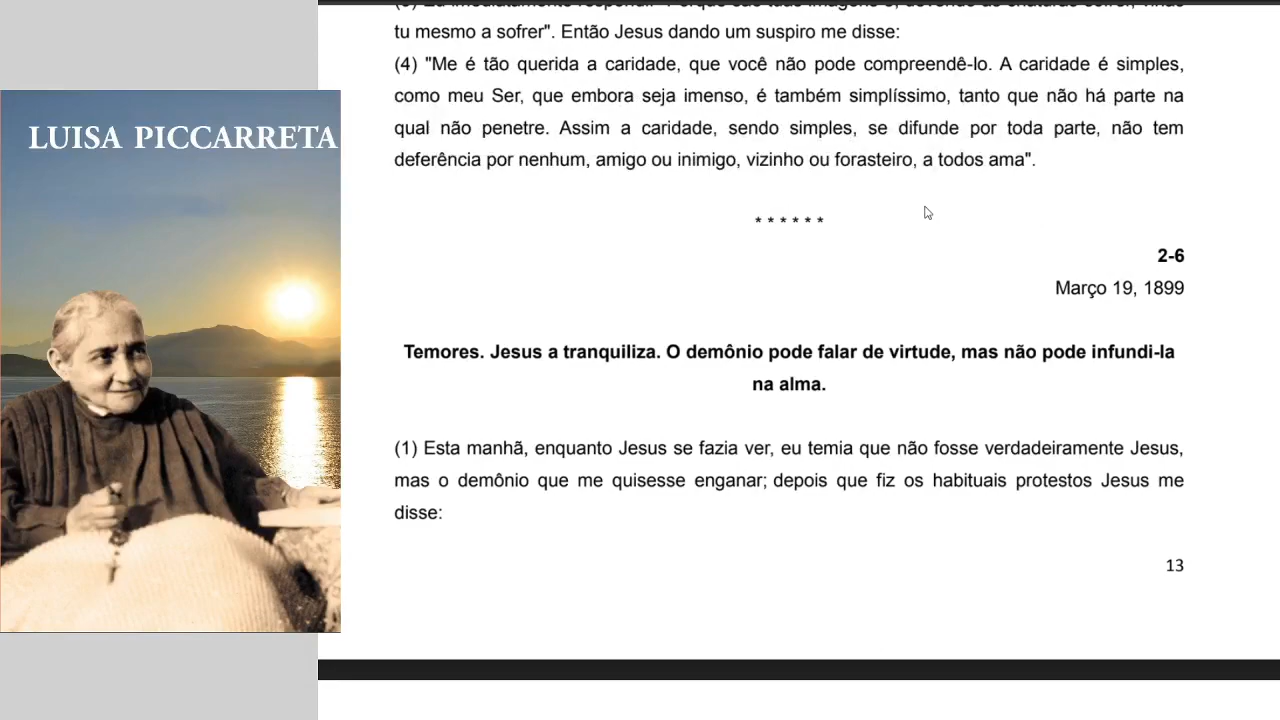 LUISA PICCARRETA
tu mesmo a sofrer". Então Jesus dando um suspiro me disse:
(4) "Me é tão querida a caridade, que você não pode compreendê-lo. A caridade é simples,
como meu Ser, que embora seja imenso, é também simplíssimo, tanto que não há parte na
qual não penetre. Assim a caridade, sendo simples, se difunde por toda parte, não tem
deferência por nenhum, amigo ou inimigo, vizinho ou forasteiro, a todos ama".
* * * * * *
2-6
Março 19, 1899
Temores. Jesus a tranquiliza. O demônio pode falar de virtude, mas não pode infundi-la
na alma.
(1) Esta manhã, enquanto Jesus se fazia ver, eu temia que não fosse verdadeiramente Jesus,
mas o demônio que me quisesse enganar; depois que fiz os habituais protestos Jesus me
disse:
13